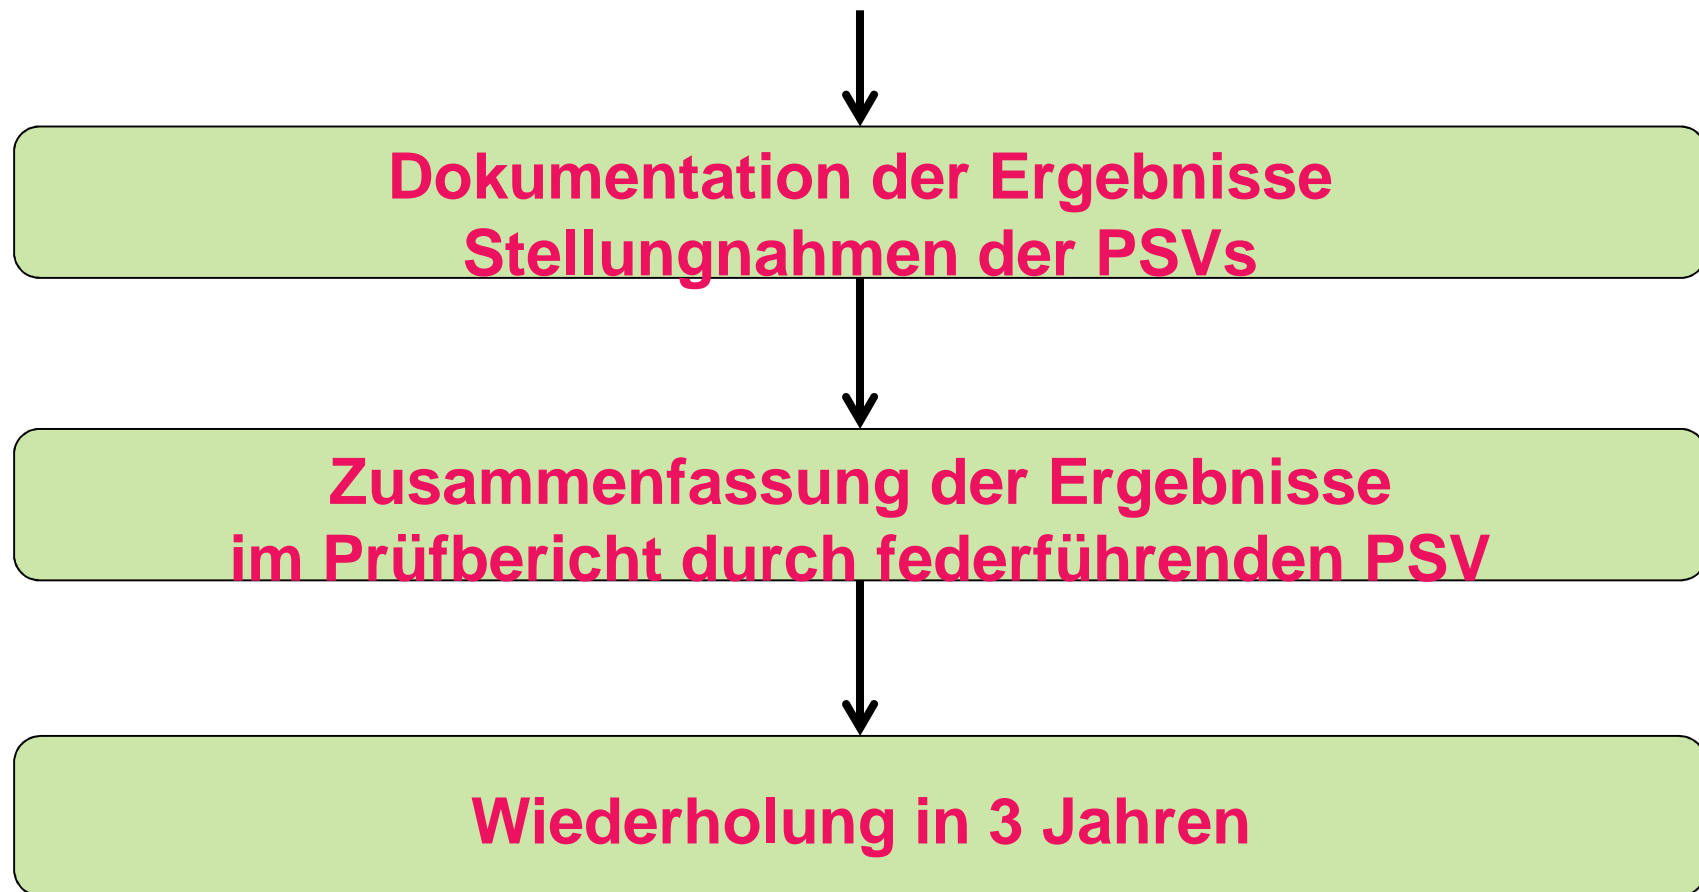 Dokumentation der Ergebnisse
Stellungnahmen der PSVs
Zusammenfassung der Ergebnisse
im Prüfbericht durch federführenden PSV
Wiederholung in 3 Jahren